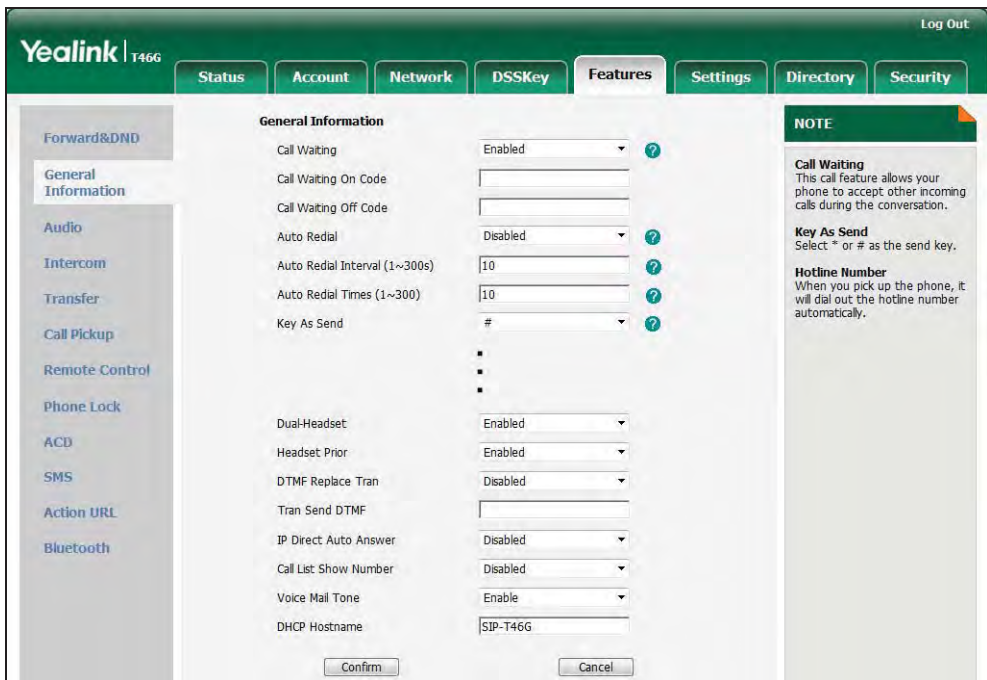 Log Out
Yealink | T46G
Status Account Network DSSKey Features Settings Directory Security
Forward&DND
General
Information
Audio
Intercom
Transfer
Call Pickup
Remote Control
Phone Lock
ACD
SMS
Action URL
Bluetooth
General Information
Call Waiting Enabled ?
Call Waiting On Code
Call Waiting Off Code
Auto Redial Disabled ?
Auto Redial Interval (1~300s) 10 ?
Auto Redial Times (1~300) 10 ?
Key As Send # ?
Dual-Headset Enabled
Headset Prior Enabled
DTMF Replace Tran Disabled
Tran Send DTMF
IP Direct Auto Answer Disabled
Call List Show Number Disabled
Voice Mail Tone Enable
DHCP Hostname SIP-T46G
Confirm Cancel
NOTE
Call Waiting
This call feature allows your
phone to accept other incoming
calls during the conversation.
Key As Send
Select * or # as the send key.
Hotline Number
When you pick up the phone, it
will dial out the hotline number
automatically.